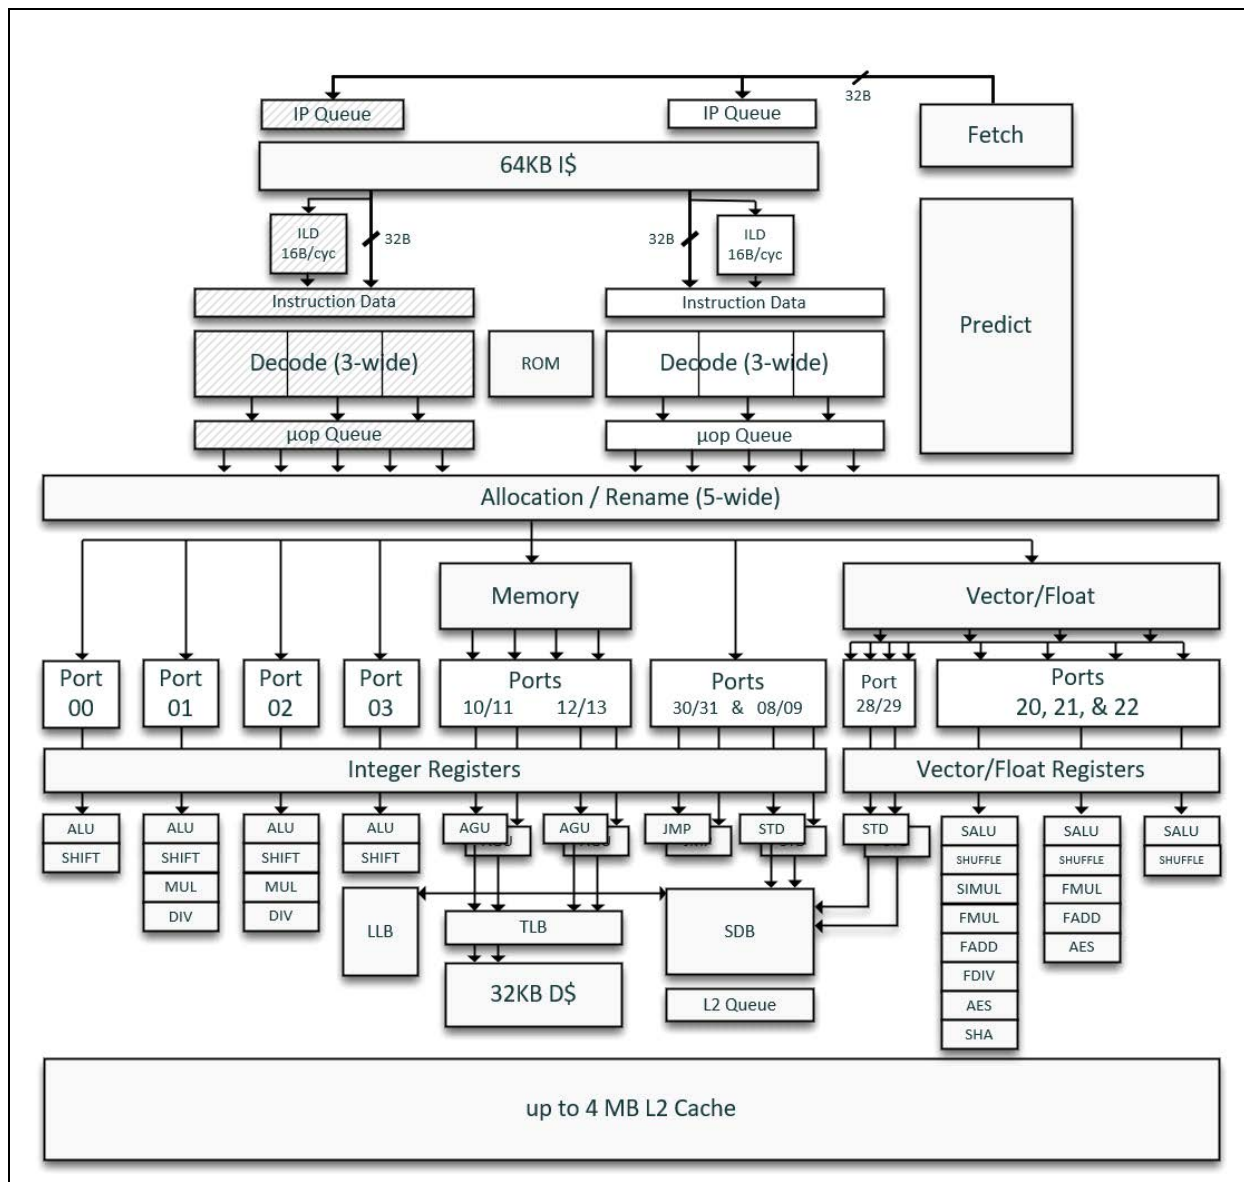 32B
IP Queue
IP Queue
Fetch
64KB I$
ILD
16B/cyc
32B
32B
ILD
16B/cyc
Instruction Data
Instruction Data
Predict
Decode (3-wide)
ROM
Decode (3-wide)
µop Queue
µop Queue
Allocation / Rename (5-wide)
Memory
Vector/Float
Port
00
Port
01
Port
02
Port
03
Ports
10/11 12/13
Ports
30/31 & 08/09
Port
28/29
Ports
20, 21, & 22
Integer Registers
Vector/Float Registers
ALU
SHIFT
ALU
SHIFT
MUL
DIV
ALU
SHIFT
MUL
DIV
ALU
SHIFT
AGU
AGU
JMP
STD
STD
SALU
SHUFFLE
SIMUL
FMUL
FADD
FDIV
AES
SHA
SALU
SHUFFLE
FMUL
FADD
AES
SALU
SHUFFLE
LLB
TLB
SDB
32KB D$
L2 Queue
up to 4 MB L2 Cache